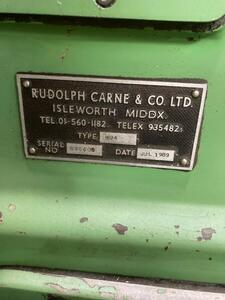 RUDOLPH CARNE & CO. LTD.
ISLEWORTH MIDDX.
TEL. 01-560-1182. TELEX 935482.
TYPE
SERIAL NO DATE JUL 1989